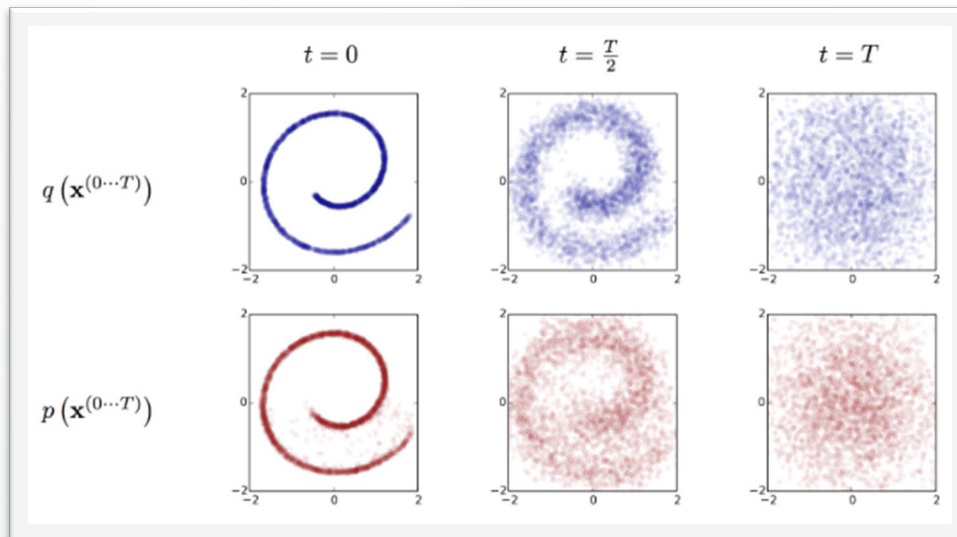 t = 0 t = T/2 t = T
q (x^(0···T))
2 2 2
0 0 0
−2 −2 −2
−2 0 2 −2 0 2 −2 0 2
p (x^(0···T))
2 2 2
0 0 0
−2 −2 −2
−2 0 2 −2 0 2 −2 0 2